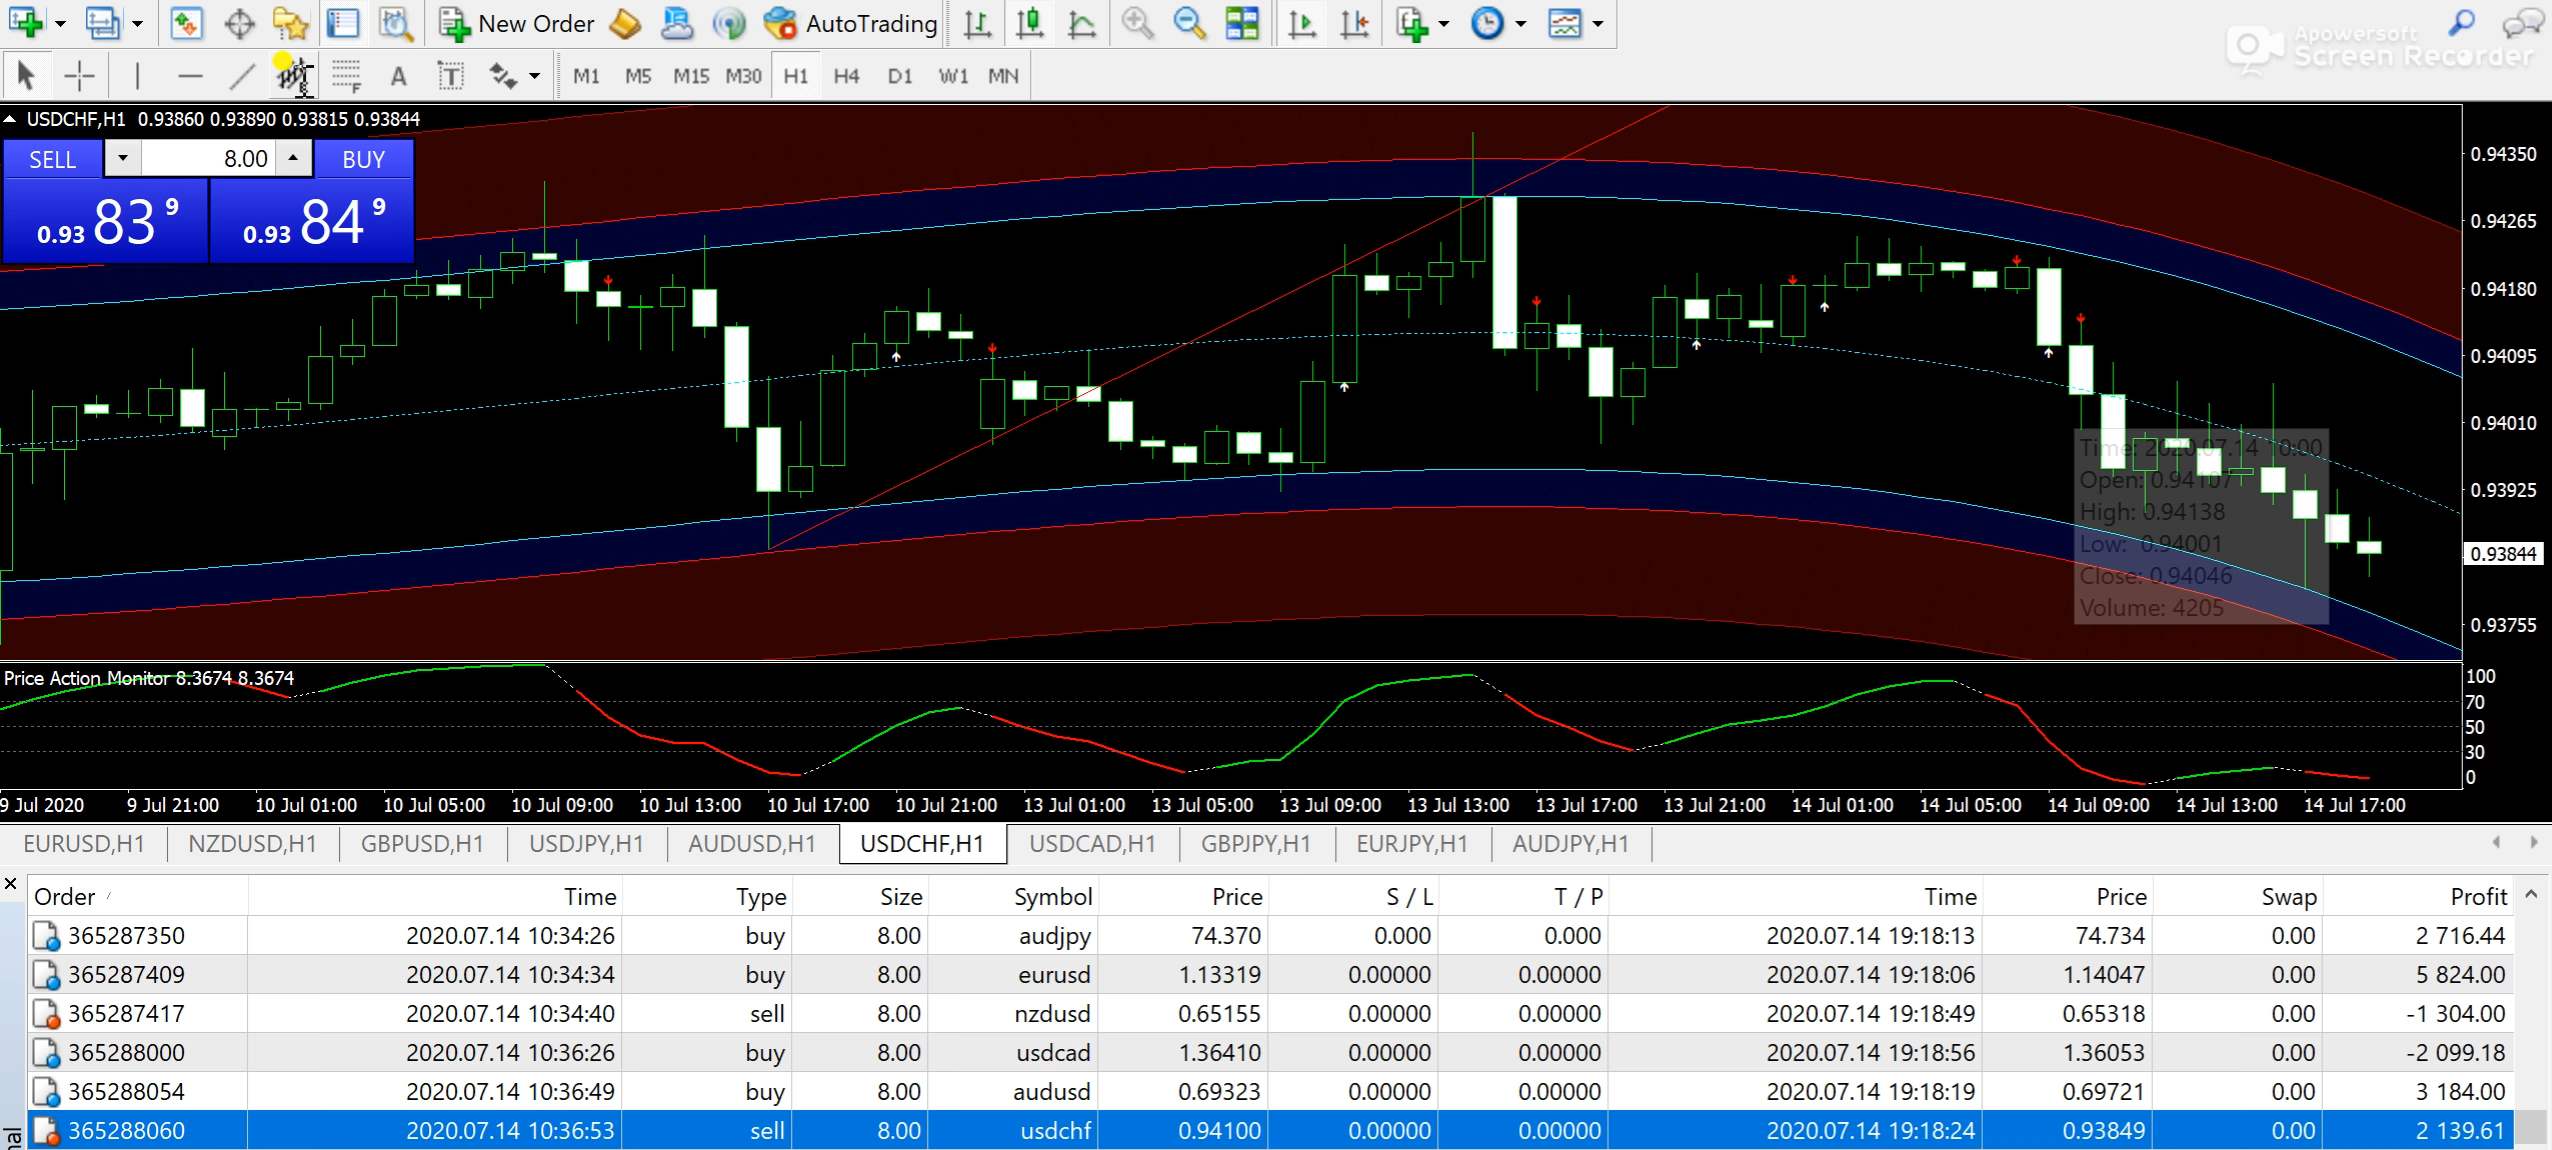 New Order AutoTrading
Apowersoft
Screen Recorder
A T F M1 M5 M15 M30 H1 H4 D1 W1 MN
USDCHF,H1 0.93860 0.93890 0.93815 0.93844
SELL 8.00 BUY
0.93 83 9 0.93 84 9
0.94350
0.94265
0.94180
0.94095
0.94010
0.93925
0.93844
0.93755
Time: 2020.07.14 10:00
Open: 0.94107
High: 0.94138
Low: 0.94001
Close: 0.94046
Volume: 4205
Price Action Monitor 8.3674 8.3674
100
70
50
30
0
9 Jul 2020 9 Jul 21:00 10 Jul 01:00 10 Jul 05:00 10 Jul 09:00 10 Jul 13:00 10 Jul 17:00 10 Jul 21:00 13 Jul 01:00 13 Jul 05:00 13 Jul 09:00 13 Jul 13:00 13 Jul 17:00 13 Jul 21:00 14 Jul 01:00 14 Jul 05:00 14 Jul 09:00 14 Jul 13:00 14 Jul 17:00
EURUSD,H1 NZDUSD,H1 GBPUSD,H1 USDJPY,H1 AUDUSD,H1 USDCHF,H1 USDCAD,H1 GBPJPY,H1 EURJPY,H1 AUDJPY,H1
Order Time Type Size Symbol Price S / L T / P Time Price Swap Profit
365287350 2020.07.14 10:34:26 buy 8.00 audjpy 74.370 0.000 0.000 2020.07.14 19:18:13 74.734 0.00 2 716.44
365287409 2020.07.14 10:34:34 buy 8.00 eurusd 1.13319 0.00000 0.00000 2020.07.14 19:18:06 1.14047 0.00 5 824.00
365287417 2020.07.14 10:34:40 sell 8.00 nzdusd 0.65155 0.00000 0.00000 2020.07.14 19:18:49 0.65318 0.00 -1 304.00
365288000 2020.07.14 10:36:26 buy 8.00 usdcad 1.36410 0.00000 0.00000 2020.07.14 19:18:56 1.36053 0.00 -2 099.18
365288054 2020.07.14 10:36:49 buy 8.00 audusd 0.69323 0.00000 0.00000 2020.07.14 19:18:19 0.69721 0.00 3 184.00
365288060 2020.07.14 10:36:53 sell 8.00 usdchf 0.94100 0.00000 0.00000 2020.07.14 19:18:24 0.93849 0.00 2 139.61